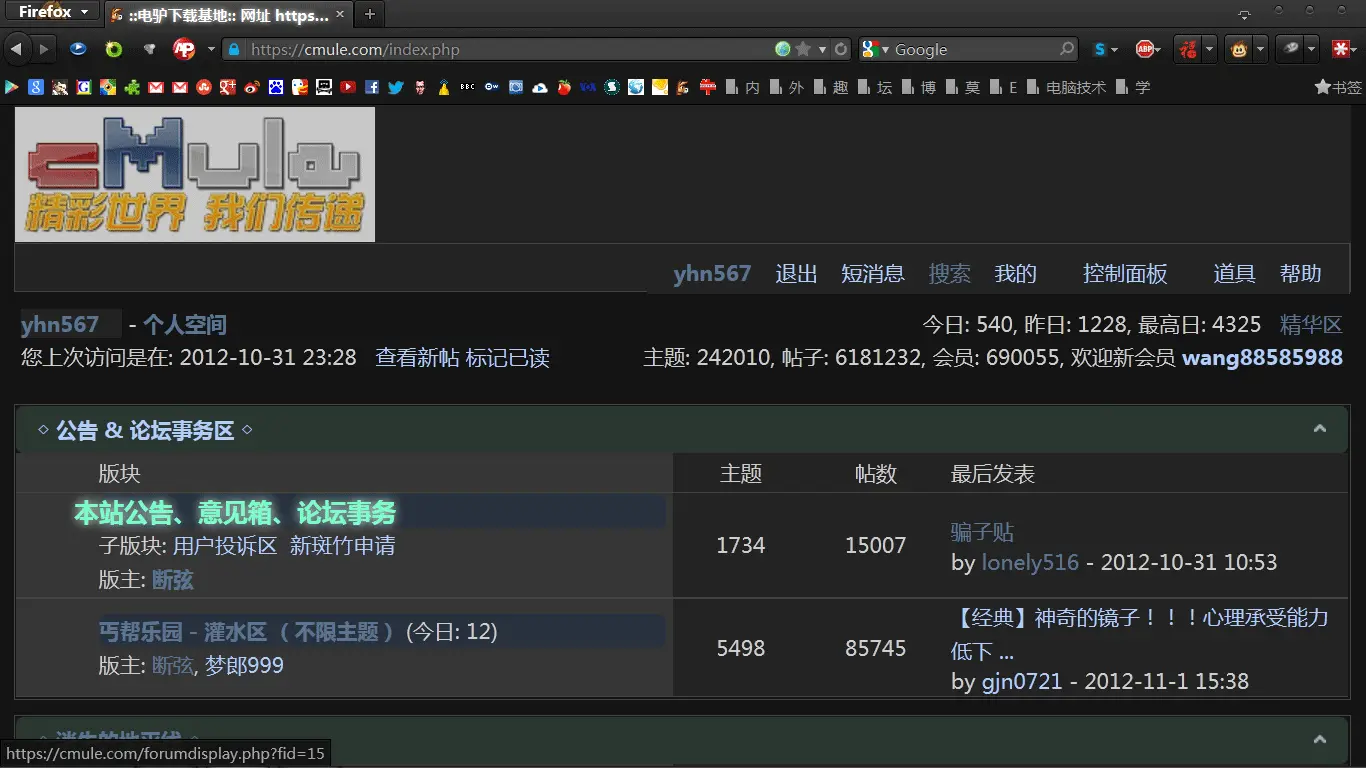 Firefox
::电驴下载基地:: 网址 https...
https://cmule.com/index.php
Google
ABP
BBC
内 外 趣 坛 博 莫 E 电脑技术 学
书签
cMule
精彩世界 我们传递
yhn567 退出 短消息 搜索 我的 控制面板 道具 帮助
yhn567 - 个人空间
今日: 540, 昨日: 1228, 最高日: 4325 精华区
您上次访问是在: 2012-10-31 23:28 查看新帖 标记已读
主题: 242010, 帖子: 6181232, 会员: 690055, 欢迎新会员 wang88585988
◇ 公告 & 论坛事务区 ◇
版块 主题 帖数 最后发表
本站公告、意见箱、论坛事务
子版块: 用户投诉区 新斑竹申请
版主: 断弦
1734 15007
骗子贴
by lonely516 - 2012-10-31 10:53
丐帮乐园 - 灌水区 （ 不限主题 ） (今日: 12)
版主: 断弦, 梦郎999
5498 85745
【经典】神奇的镜子！！！心理承受能力
低下 ...
by gjn0721 - 2012-11-1 15:38
◇ 消失的地平线 ◇
https://cmule.com/forumdisplay.php?fid=15